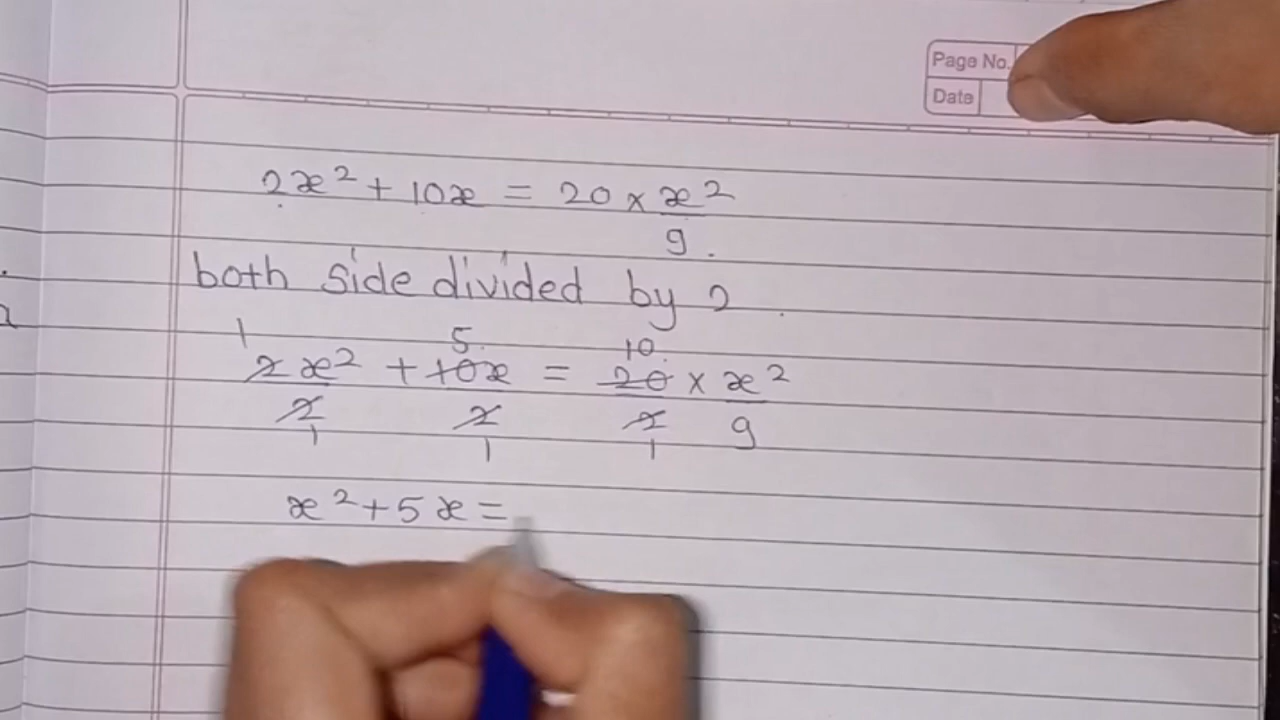 Page No.
Date
2x² + 10x = 20 × x²/9.
both side divided by 2.
1 5. 10.
2x²/2 + 10x/2 = 20/2 × x²/9
1 1 1
x² + 5x =